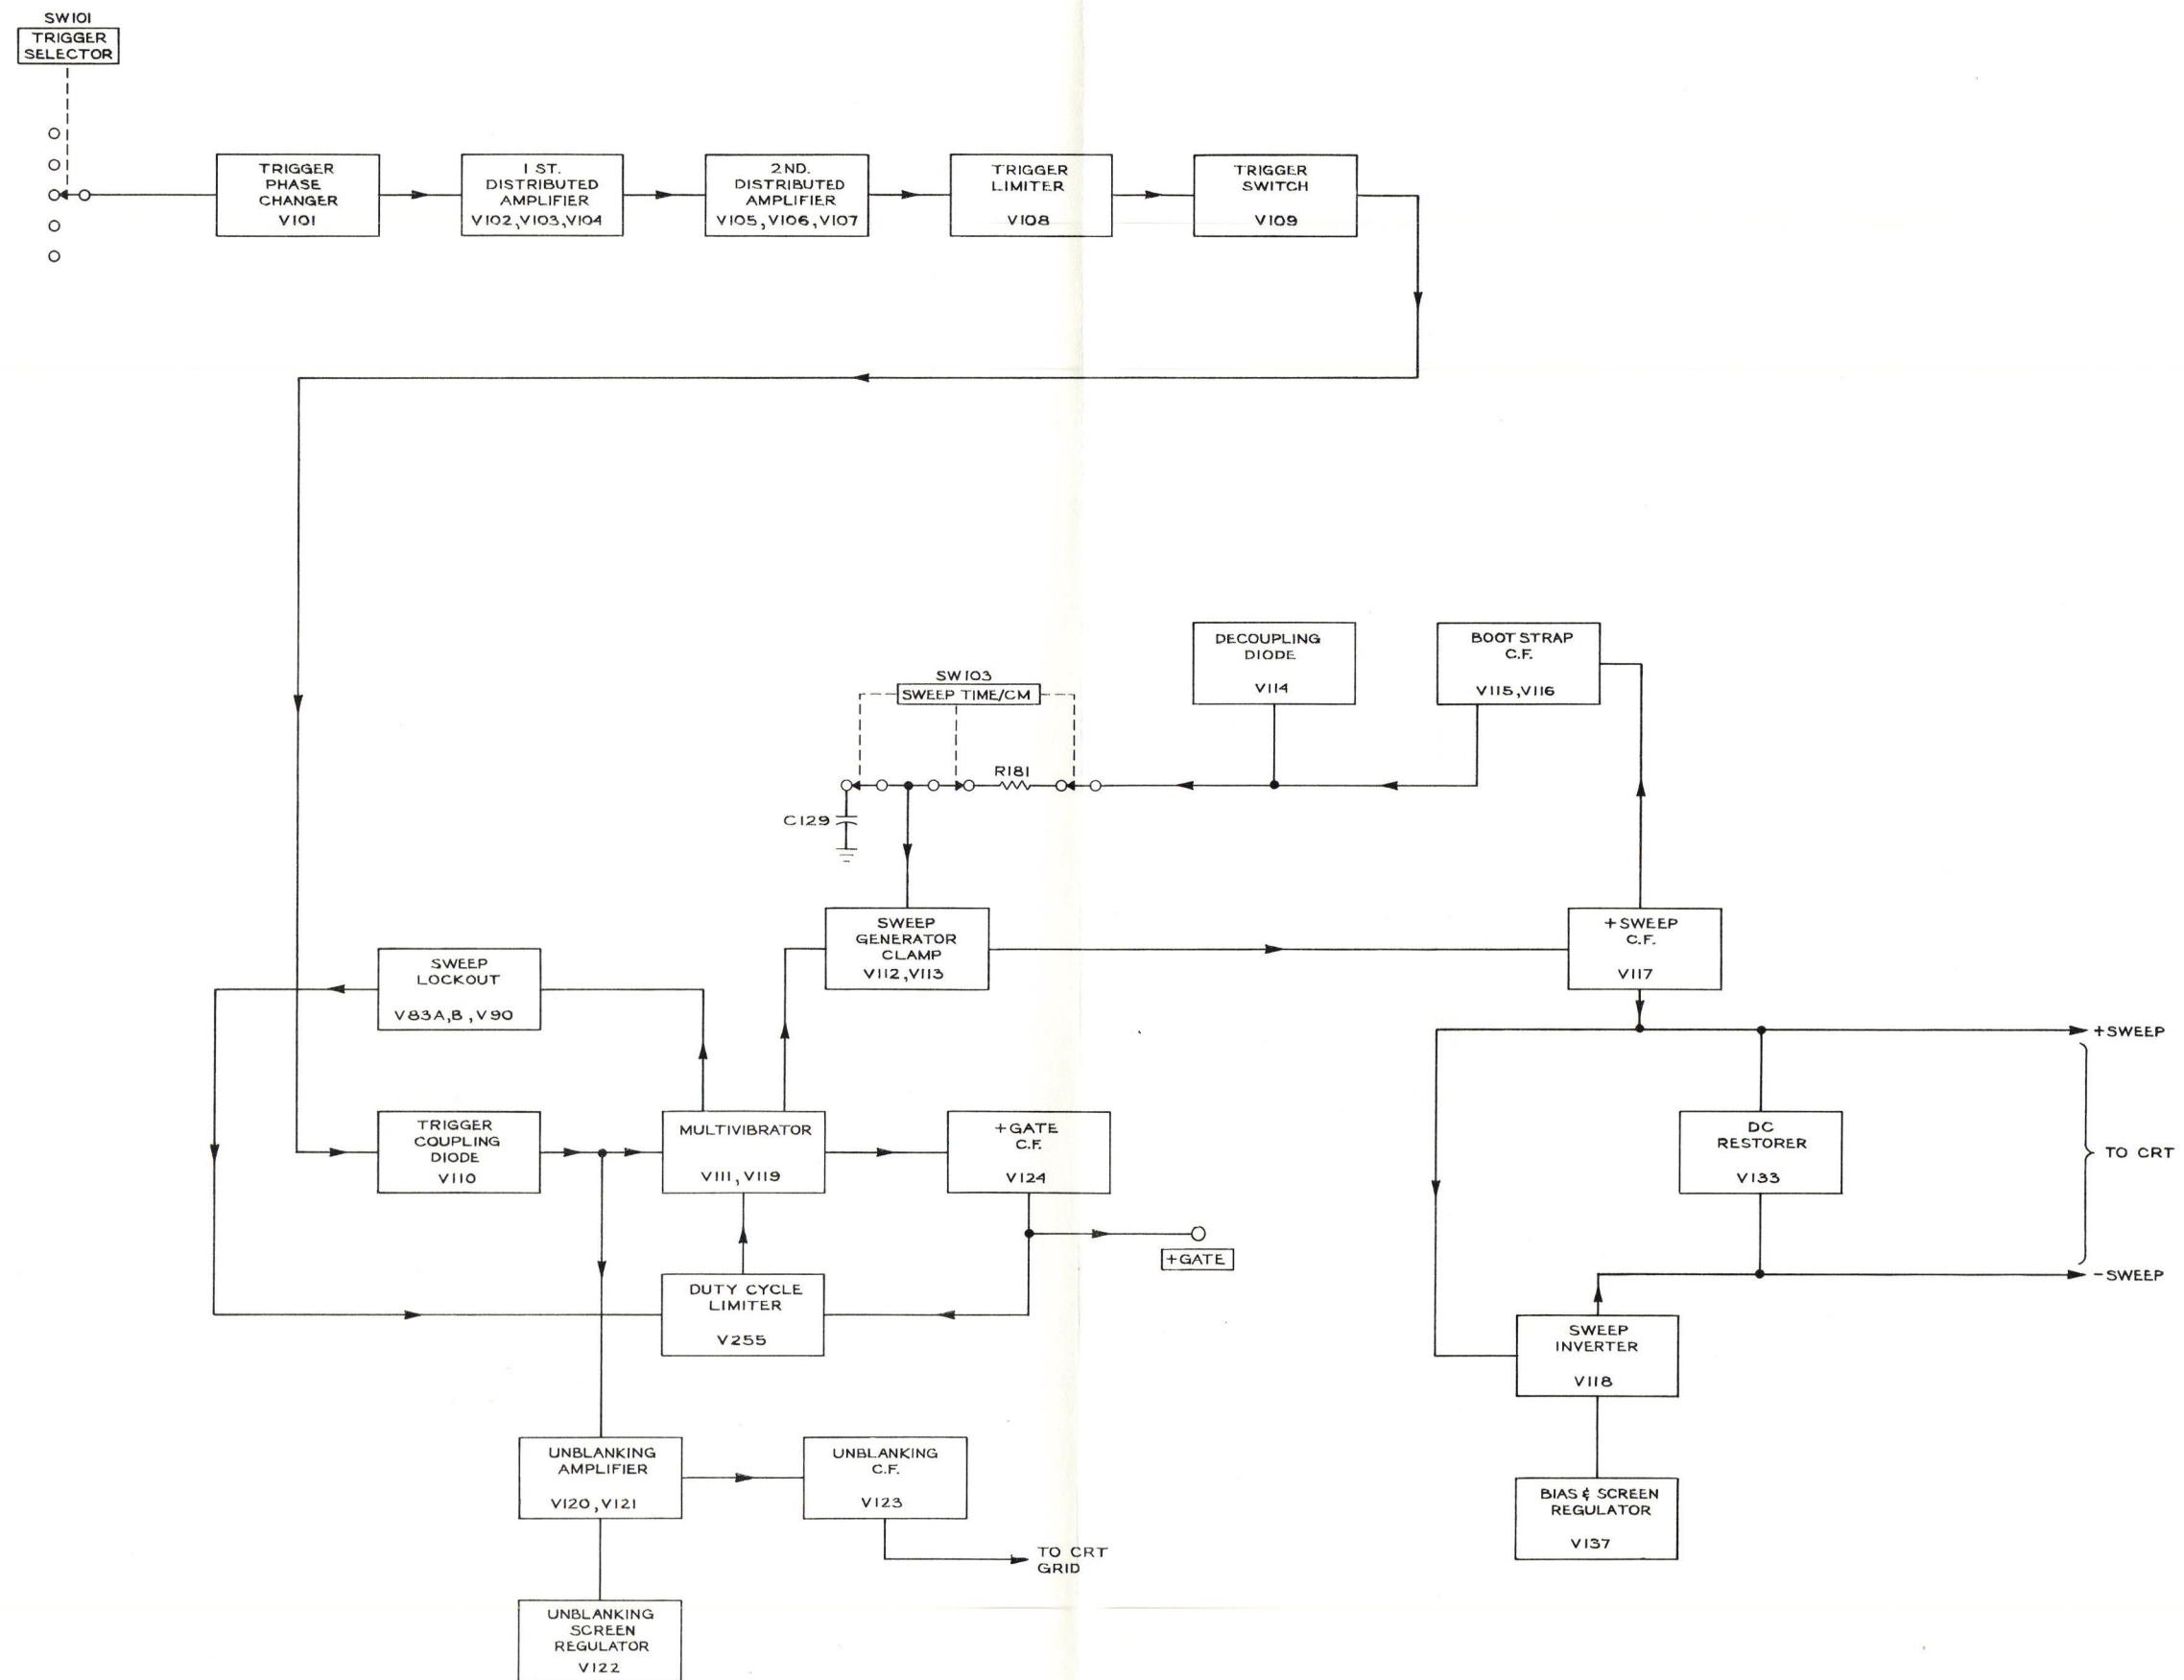 SW101
TRIGGER
SELECTOR
TRIGGER
PHASE
CHANGER
V101
1 ST.
DISTRIBUTED
AMPLIFIER
V102,V103,V104
2ND.
DISTRIBUTED
AMPLIFIER
V105,V106,V107
TRIGGER
LIMITER
V108
TRIGGER
SWITCH
V109
DECOUPLING
DIODE
V114
BOOT STRAP
C.F.
V115,V116
SW103
SWEEP TIME/CM
R181
C129
SWEEP
GENERATOR
CLAMP
V112,V113
+SWEEP
C.F.
V117
SWEEP
LOCKOUT
V83A,B,V90
+SWEEP
TRIGGER
COUPLING
DIODE
V110
MULTIVIBRATOR
V111, V119
+GATE
C.F.
V124
DC
RESTORER
V133
TO CRT
+GATE
-SWEEP
DUTY CYCLE
LIMITER
V255
SWEEP
INVERTER
V118
UNBLANKING
AMPLIFIER
V120,V121
UNBLANKING
C.F.
V123
BIAS & SCREEN
REGULATOR
V137
TO CRT
GRID
UNBLANKING
SCREEN
REGULATOR
V122